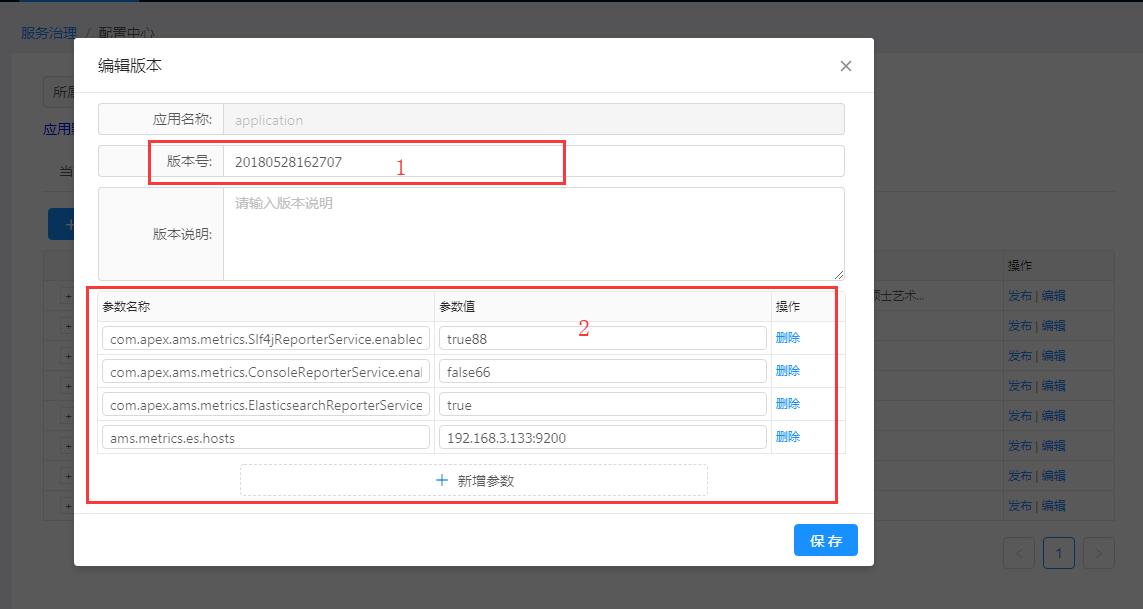 服务治理 / 配置中心
编辑版本
所属
应用名称: application
应用
版本号: 20180528162707
1
当
版本说明: 请输入版本说明
操作
硕士艺术...
发布 | 编辑
发布 | 编辑
发布 | 编辑
发布 | 编辑
发布 | 编辑
发布 | 编辑
发布 | 编辑
发布 | 编辑
参数名称 参数值 操作
2
com.apex.ams.metrics.Slf4jReporterService.enabled true88 删除
com.apex.ams.metrics.ConsoleReporterService.ena false66 删除
com.apex.ams.metrics.ElasticsearchReporterService true 删除
ams.metrics.es.hosts 192.168.3.133:9200 删除
+ 新增参数
保存
< 1 >